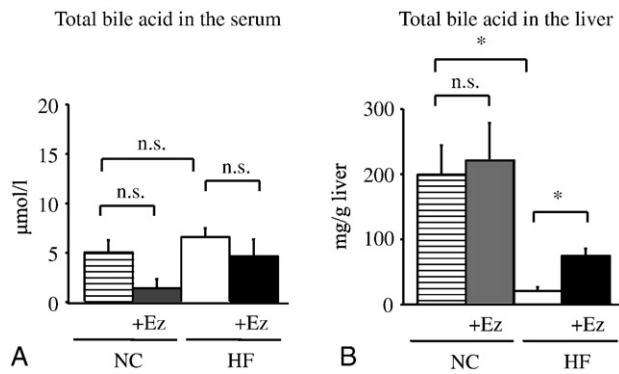 Total bile acid in the serum
20
15
10
5
0
μmol/l
n.s.
n.s.
n.s.
+Ez
+Ez
NC
HF
A
Total bile acid in the liver
*
n.s.
*
300
200
100
0
mg/g liver
+Ez
+Ez
NC
HF
B